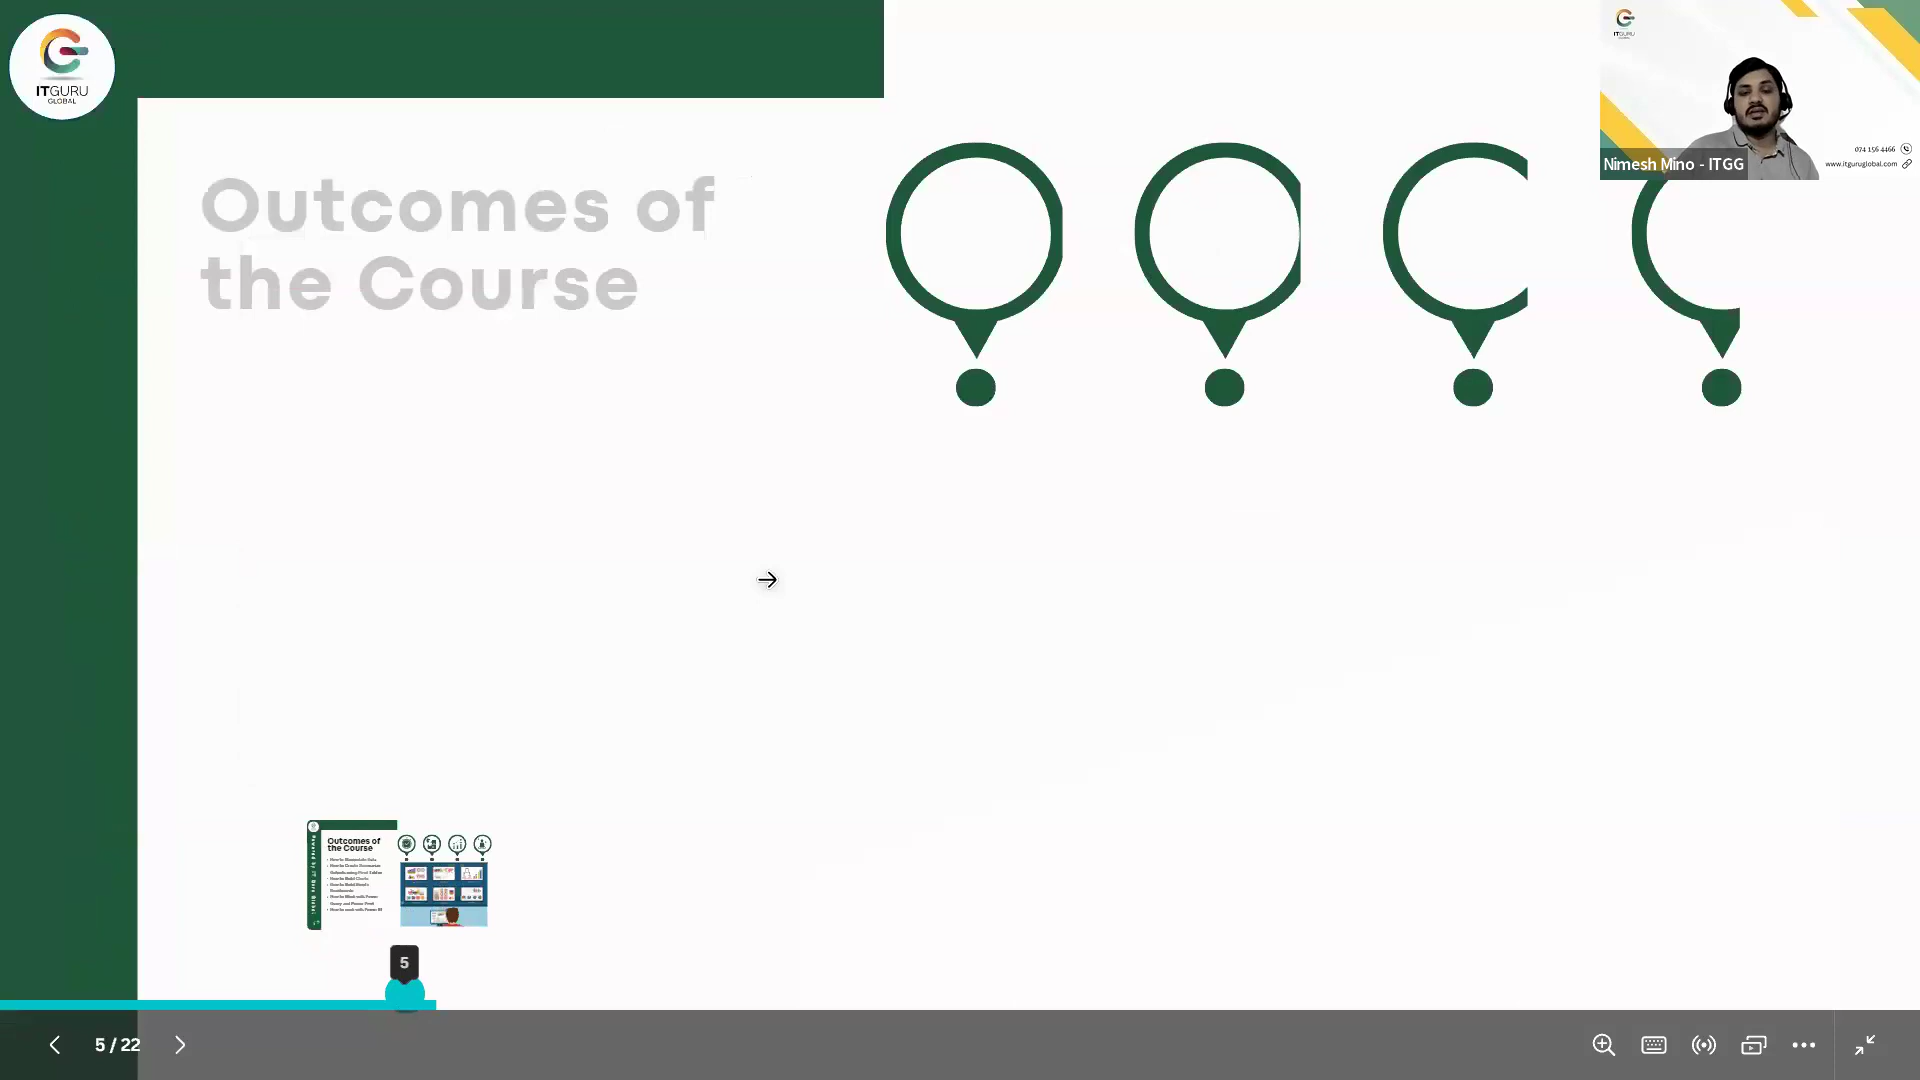 ITGURU
GLOBAL
Outcomes of
the Course
ITGURU
074 156 4466
www.itguruglobal.com
Nimesh Mino - ITGG
Outcomes of
the Course
5
5 / 22